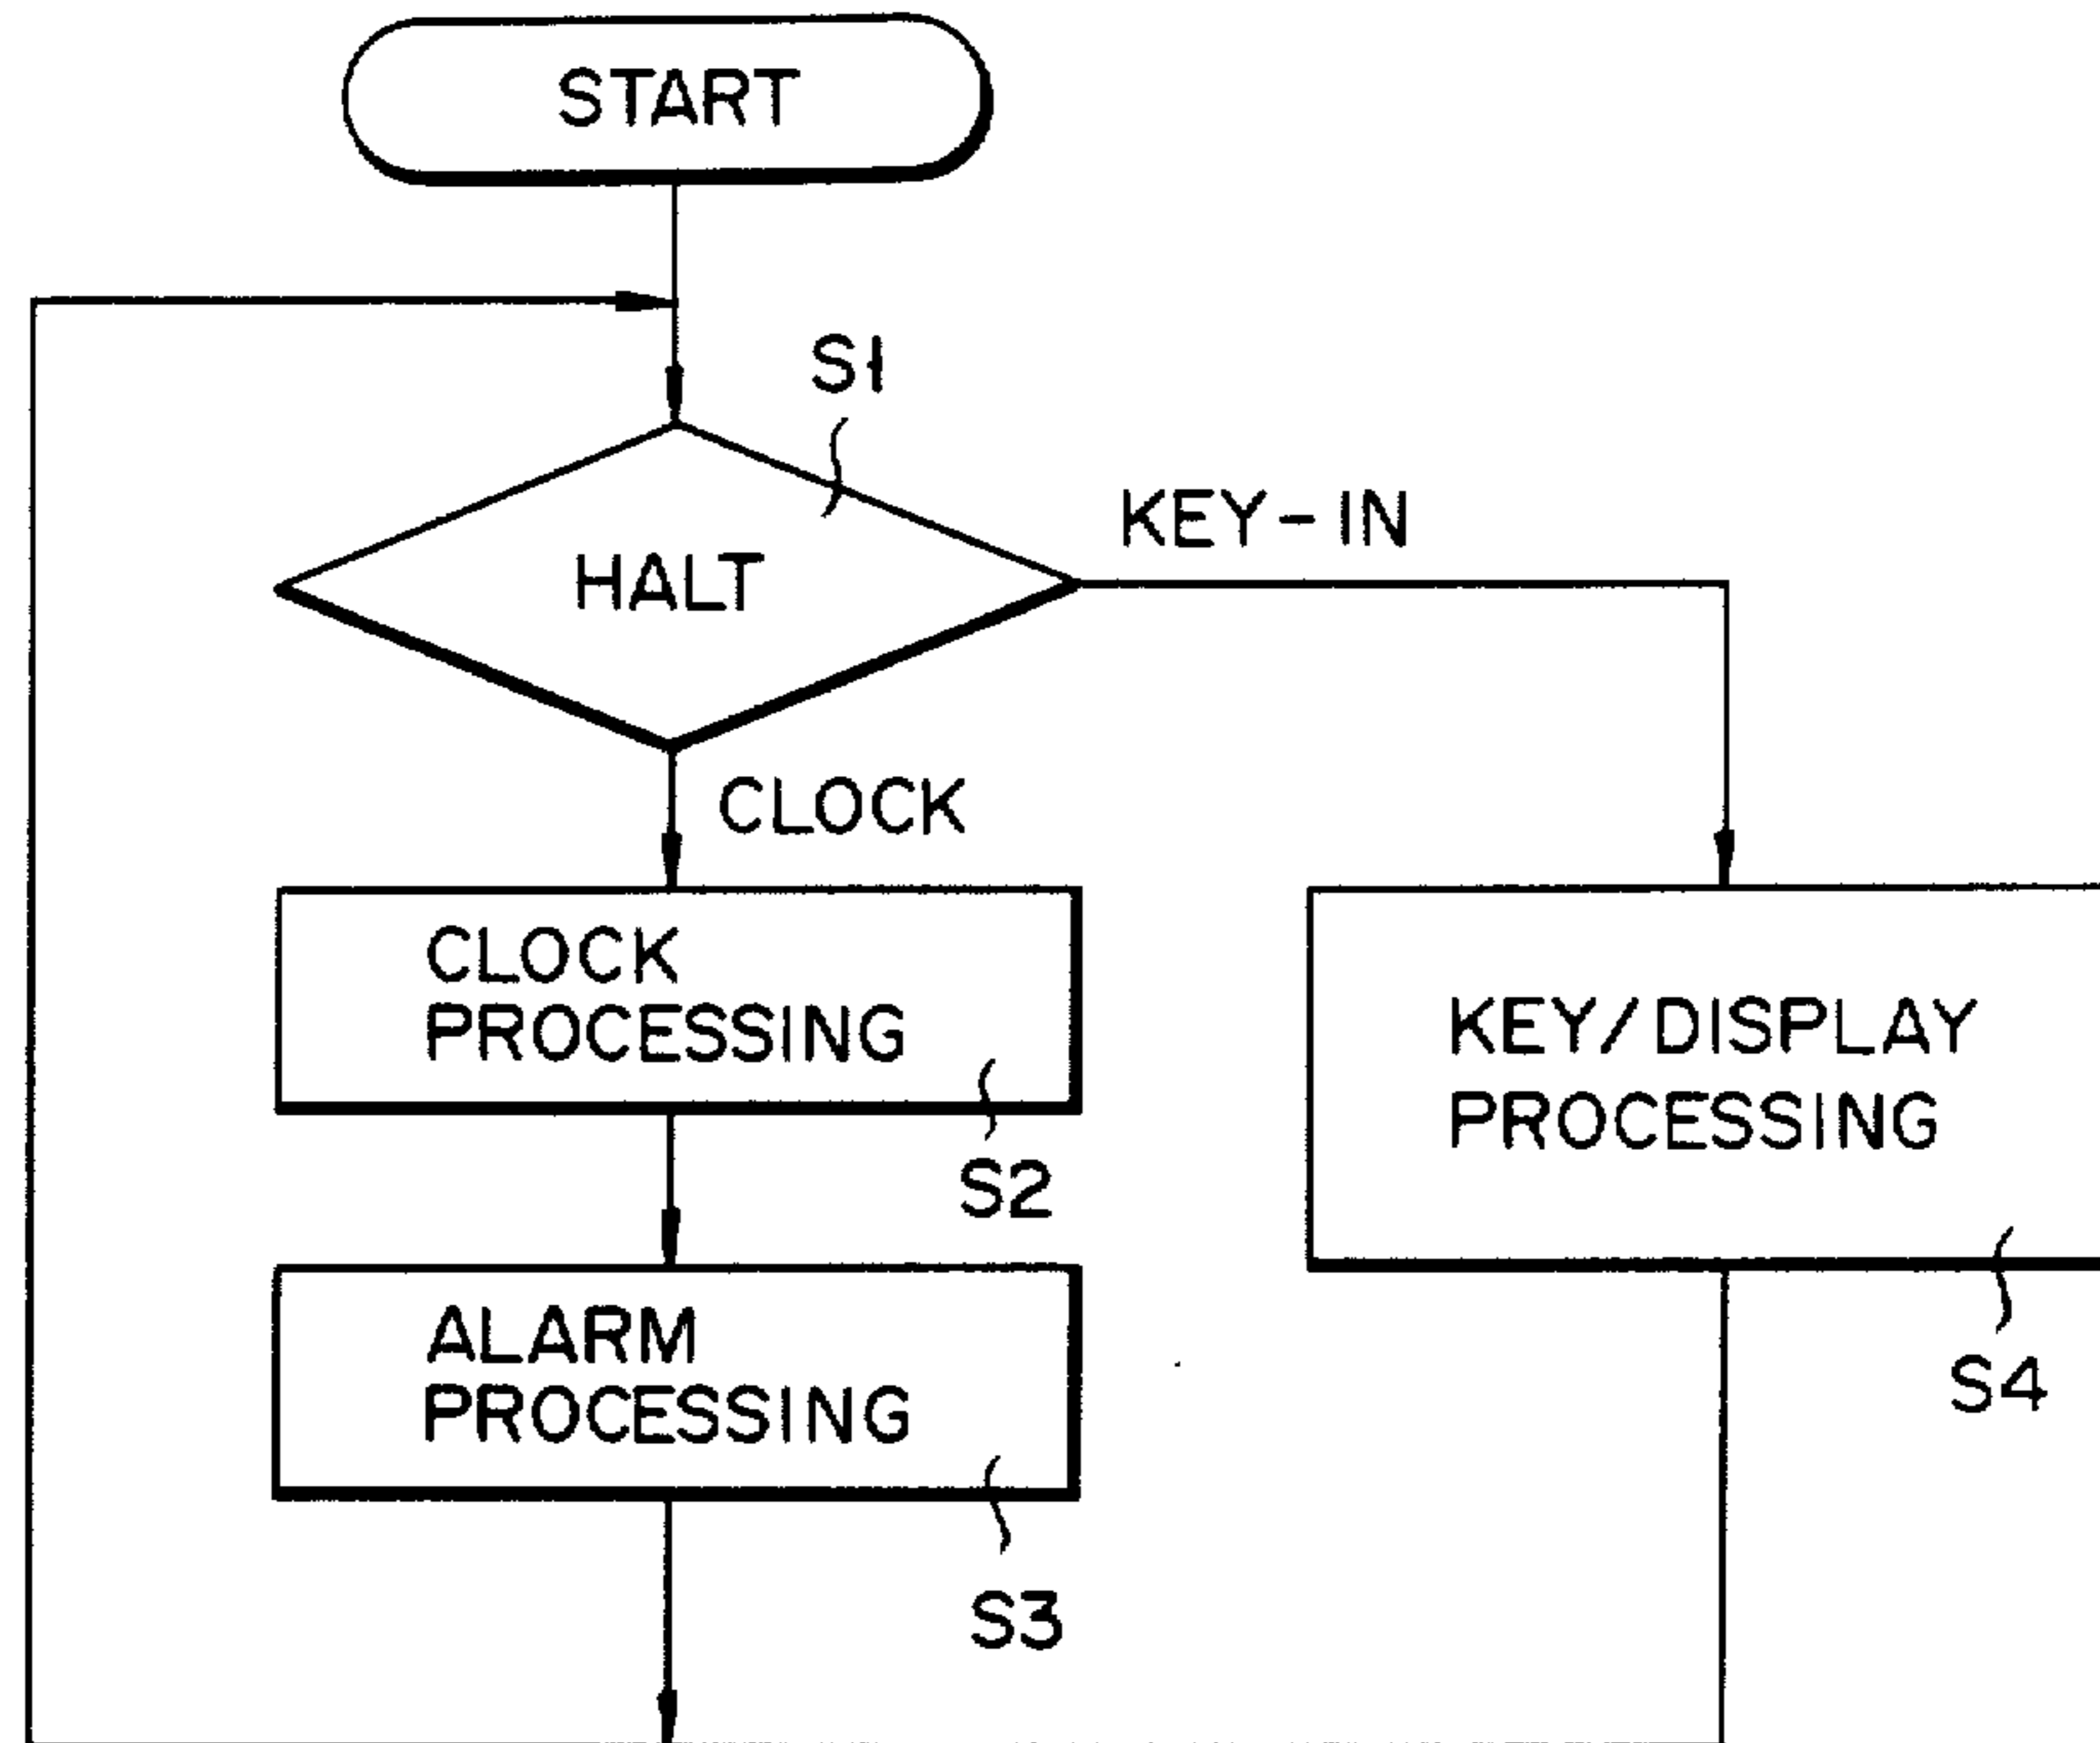 START
S1
HALT
KEY-IN
CLOCK
CLOCK
PROCESSING
S2
KEY/DISPLAY
PROCESSING
S4
ALARM
PROCESSING
S3